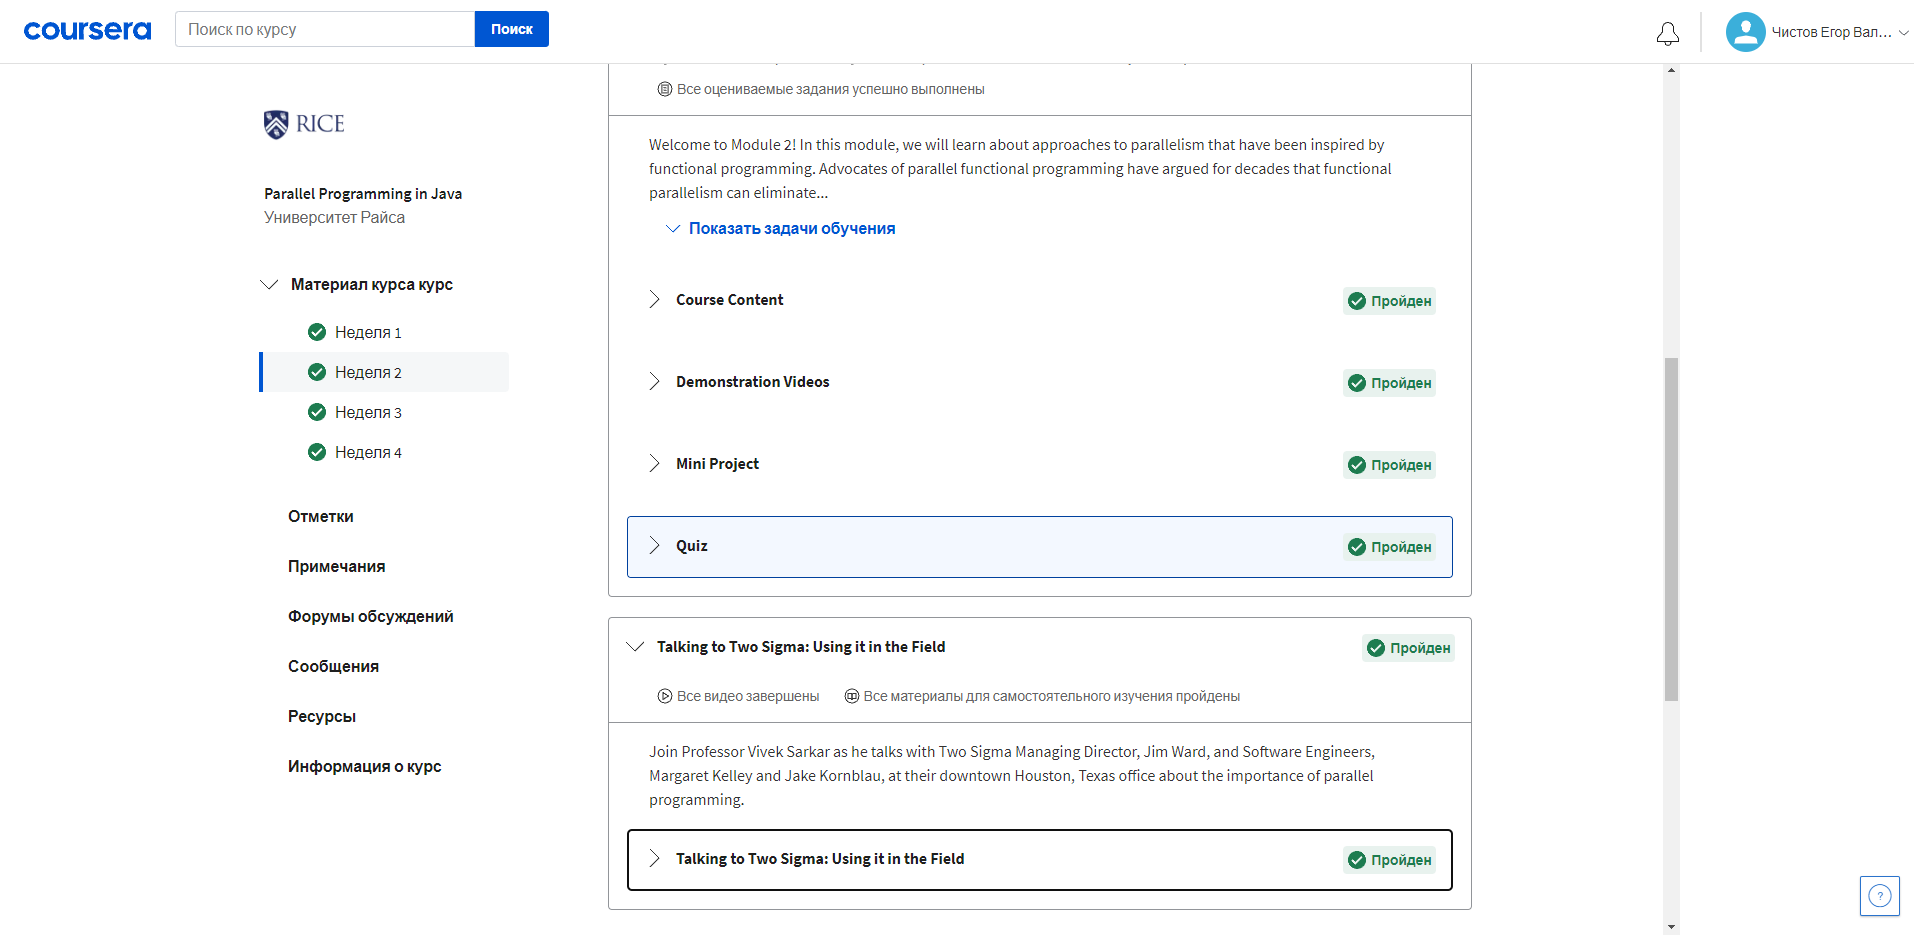 coursera
Поиск по курсу
Поиск
Чистов Егор Вал...
RICE
Parallel Programming in Java
Университет Райса
Материал курса курс
Неделя 1
Неделя 2
Неделя 3
Неделя 4
Отметки
Примечания
Форумы обсуждений
Сообщения
Ресурсы
Информация о курс
Все оцениваемые задания успешно выполнены
Welcome to Module 2! In this module, we will learn about approaches to parallelism that have been inspired by
functional programming. Advocates of parallel functional programming have argued for decades that functional
parallelism can eliminate...
Показать задачи обучения
Course Content
Пройден
Demonstration Videos
Пройден
Mini Project
Пройден
Quiz
Пройден
Talking to Two Sigma: Using it in the Field
Пройден
Все видео завершены
Все материалы для самостоятельного изучения пройдены
Join Professor Vivek Sarkar as he talks with Two Sigma Managing Director, Jim Ward, and Software Engineers,
Margaret Kelley and Jake Kornblau, at their downtown Houston, Texas office about the importance of parallel
programming.
Talking to Two Sigma: Using it in the Field
Пройден
?